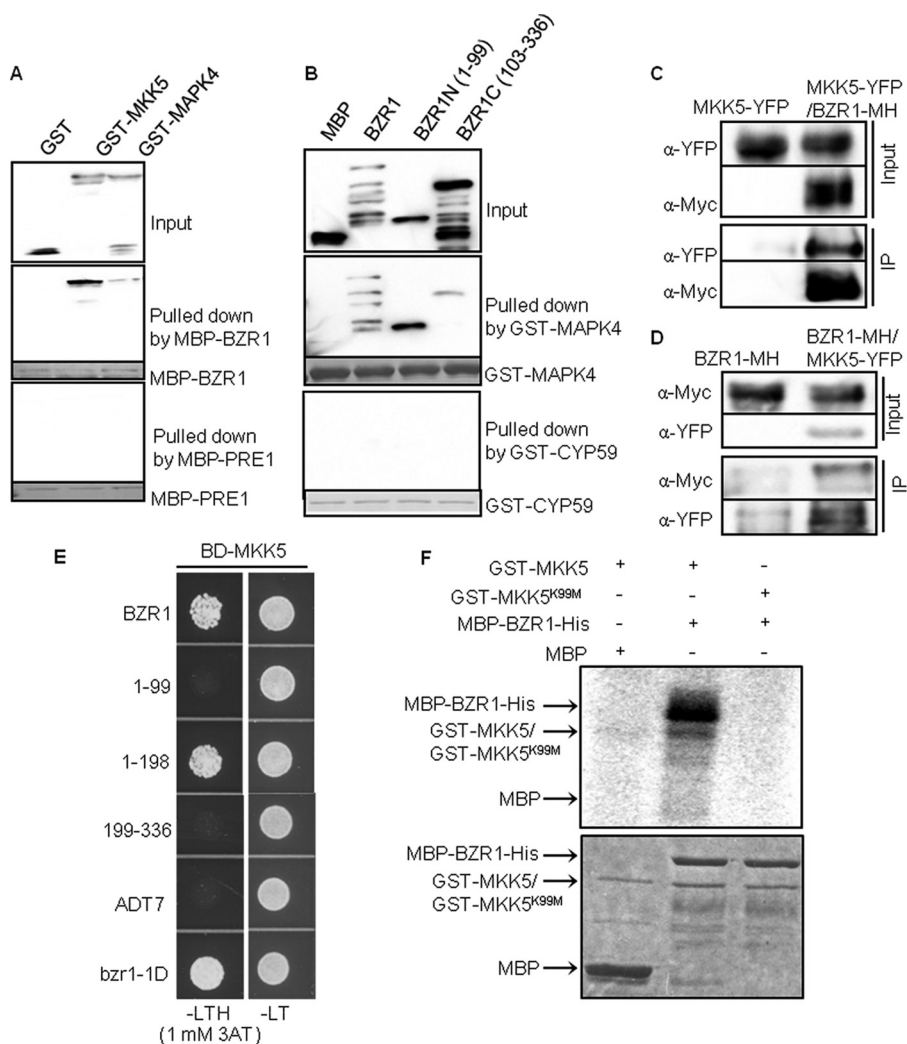 A
GST
GST-MKK5
GST-MAPK4
Input
Pulled down
by MBP-BZR1
MBP-BZR1
Pulled down
by MBP-PRE1
MBP-PRE1
B
MBP
BZR1
BZR1N (1-99)
BZR1C (103-336)
Input
Pulled down
by GST-MAPK4
GST-MAPK4
Pulled down
by GST-CYP59
GST-CYP59
C
MKK5-YFP
MKK5-YFP
/BZR1-MH
α-YFP
α-Myc
Input
α-YFP
α-Myc
IP
D
BZR1-MH
BZR1-MH/
MKK5-YFP
α-Myc
α-YFP
Input
α-Myc
α-YFP
IP
E
BD-MKK5
BZR1
1-99
1-198
199-336
ADT7
bzr1-1D
-LTH
(1 mM 3AT)
-LT
F
GST-MKK5 + + -
GST-MKK5K99M - - +
MBP-BZR1-His - + +
MBP + - -
MBP-BZR1-His
GST-MKK5/
GST-MKK5K99M
MBP
MBP-BZR1-His
GST-MKK5/
GST-MKK5K99M
MBP